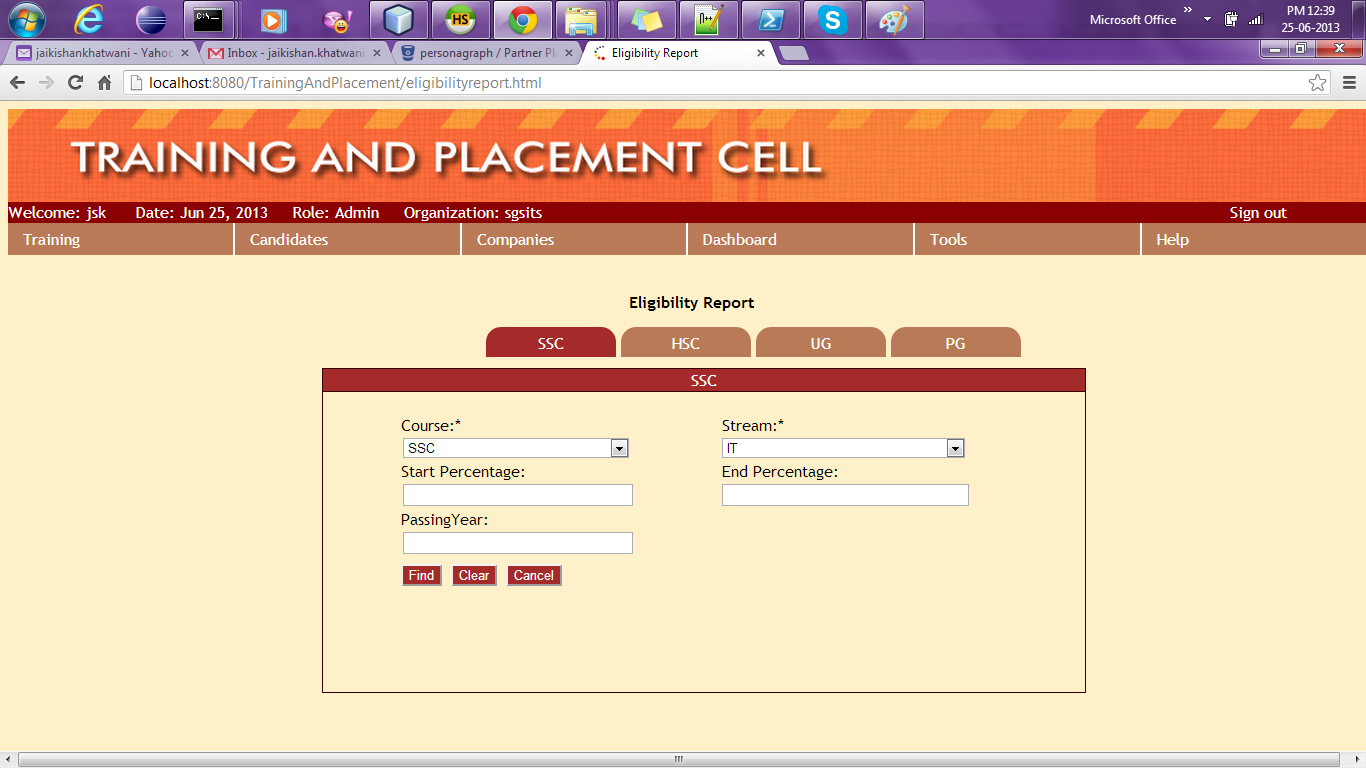 Microsoft Office
PM 12:39
25-06-2013
jaikishankhatwani - Yahoo
Inbox - jaikishan.khatwani
personagraph / Partner Pl
Eligibility Report
localhost:8080/TrainingAndPlacement/eligibilityreport.html
TRAINING AND PLACEMENT CELL
Welcome: jsk Date: Jun 25, 2013 Role: Admin Organization: sgsits Sign out
Training Candidates Companies Dashboard Tools Help
Eligibility Report
SSC HSC UG PG
SSC
Course:* Stream:*
SSC IT
Start Percentage: End Percentage:
PassingYear:
Find Clear Cancel